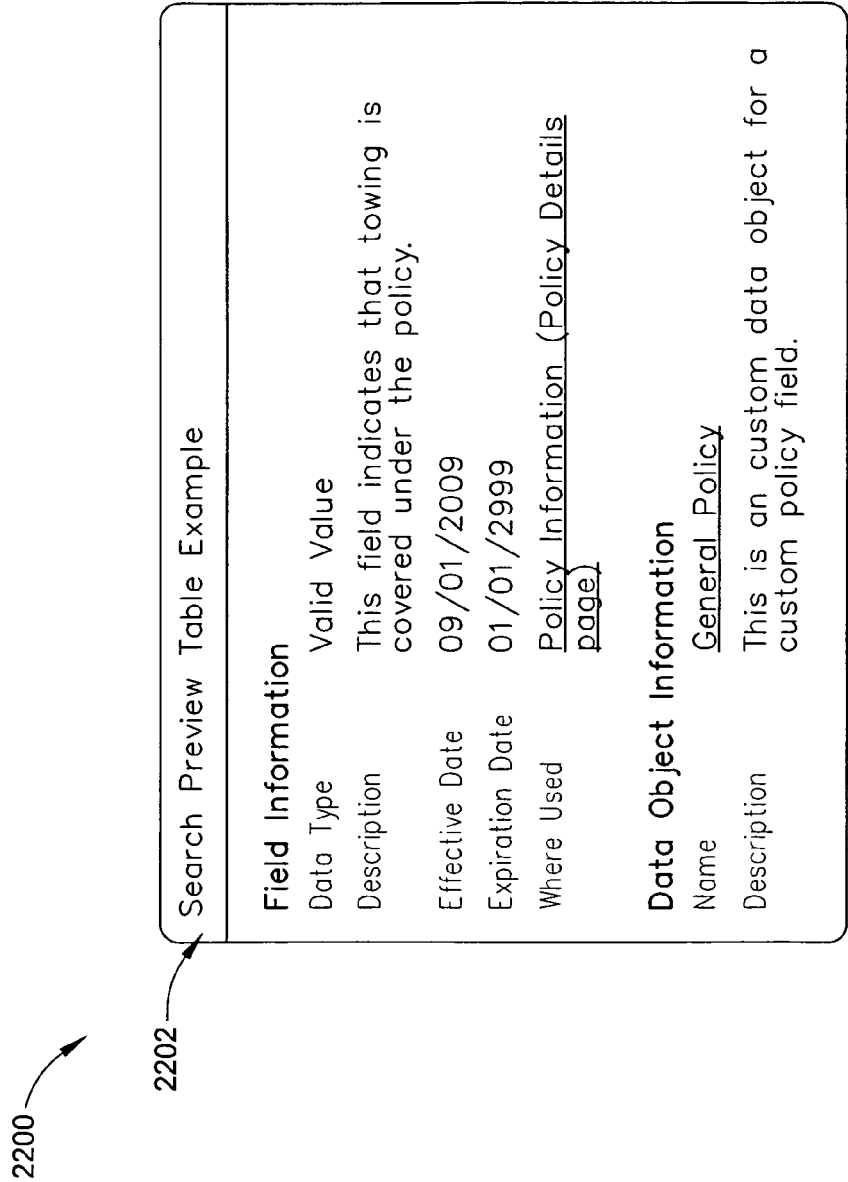 2200
2202
Search Preview Table Example
Field Information
Data Type Valid Value
Description This field indicates that towing is
covered under the policy.
Effective Date 09/01/2009
Expiration Date 01/01/2999
Where Used Policy Information (Policy Details
page)
Data Object Information
Name General Policy
Description This is an custom data object for a
custom policy field.